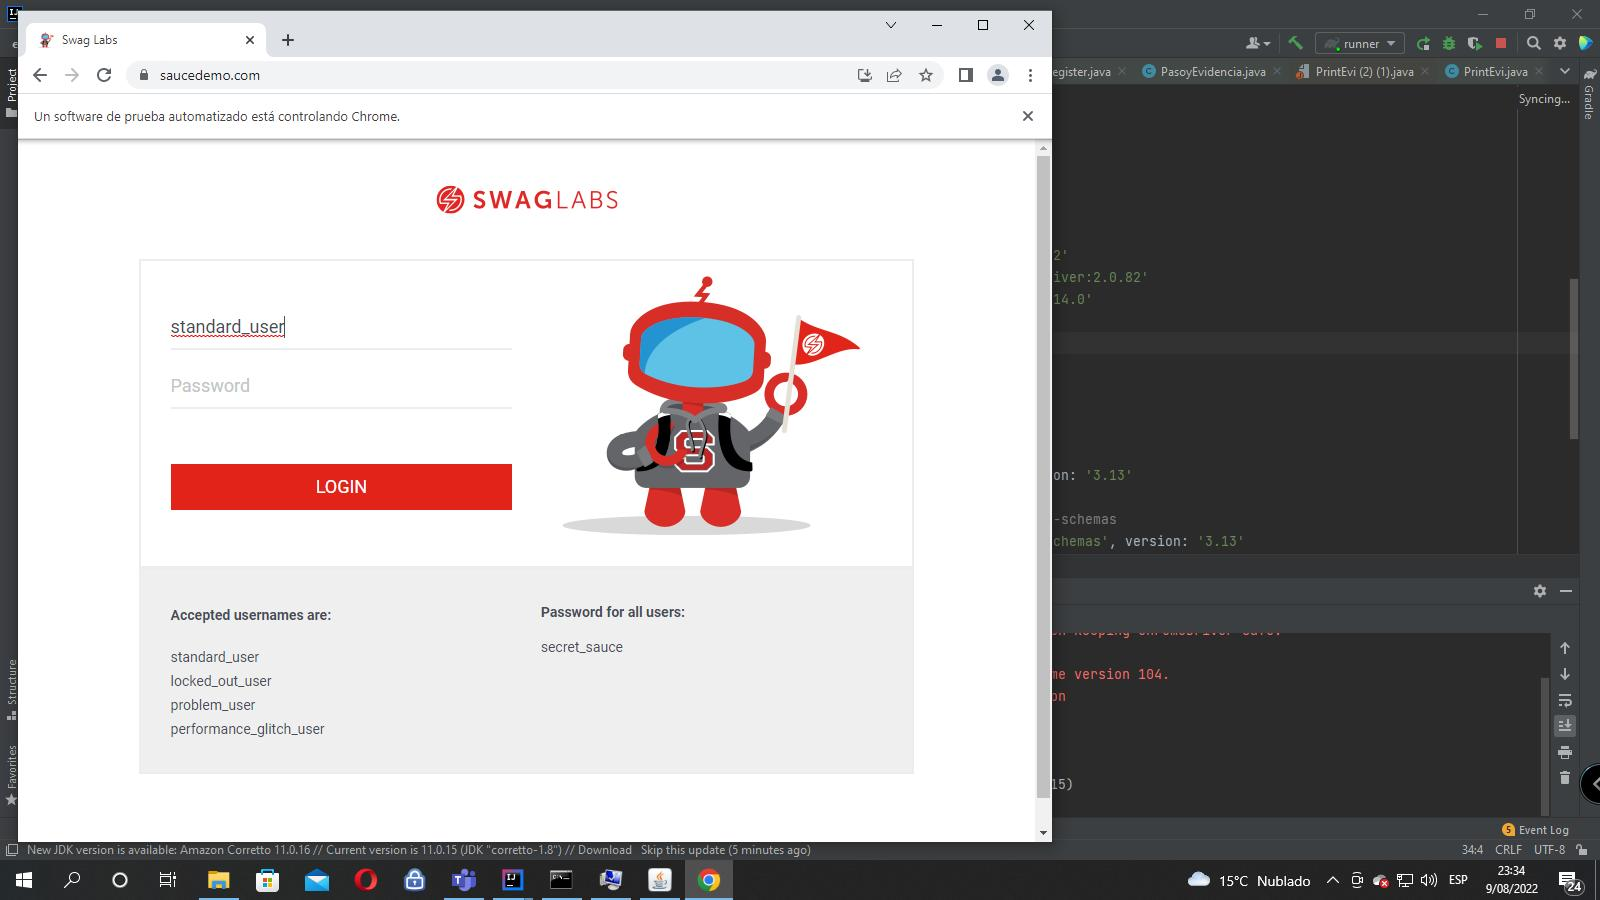 Swag Labs
saucedemo.com
Un software de prueba automatizado está controlando Chrome.
SWAGLABS
standard_user
Password
LOGIN
S
Accepted usernames are:
standard_user
locked_out_user
problem_user
performance_glitch_user
Password for all users:
secret_sauce
runner
egister.java
PasoyEvidencia.java
PrintEvi (2) (1).java
PrintEvi.java
Syncing...
Project
Structure
Favorites
Gradle
2'
iver:2.0.82'
14.0'
on: '3.13'
-schemas
chemas', version: '3.13'
me version 104.
on
15)
5 Event Log
New JDK version is available: Amazon Corretto 11.0.16 // Current version is 11.0.15 (JDK "corretto-1.8") // Download Skip this update (5 minutes ago)
34:4 CRLF UTF-8
15°C Nublado
ESP
23:34
9/08/2022
24